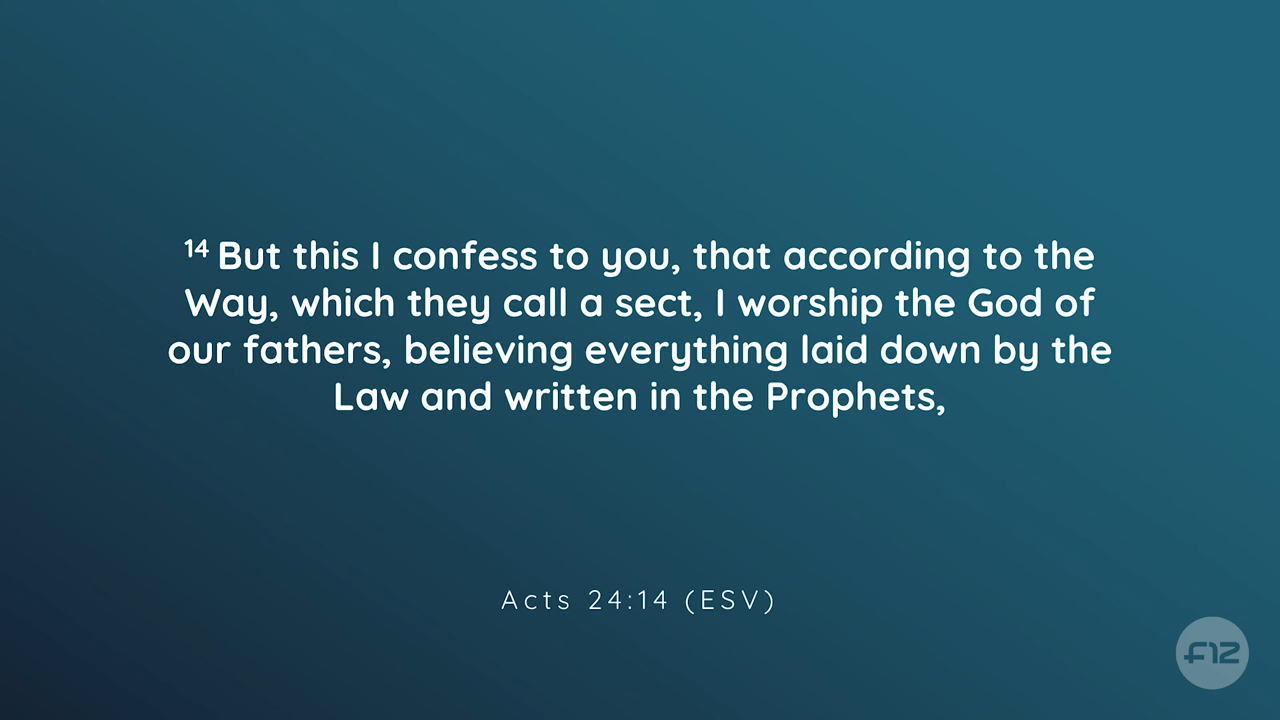 14 But this I confess to you, that according to the
Way, which they call a sect, I worship the God of
our fathers, believing everything laid down by the
Law and written in the Prophets,
Acts 24:14 (ESV)
F12